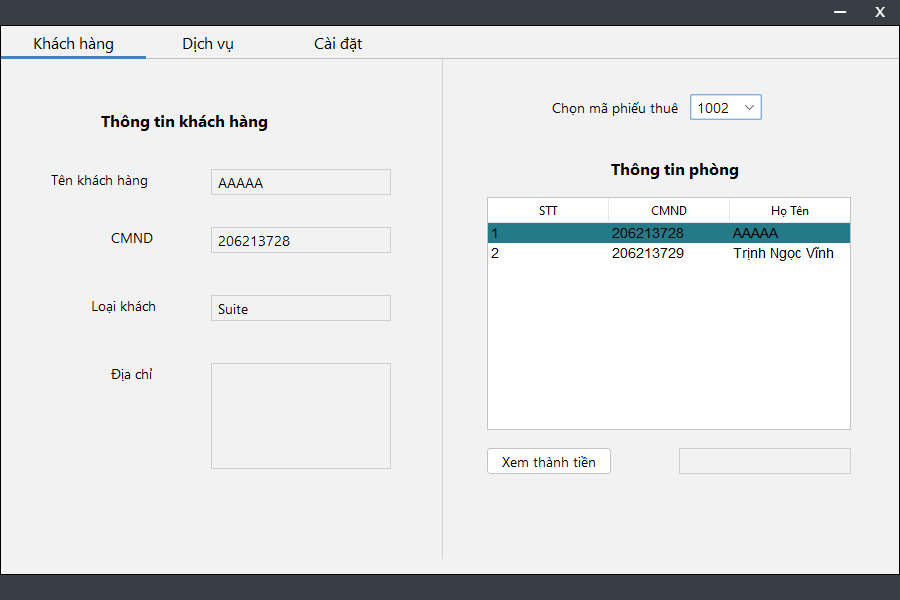 X
Khách hàng Dịch vụ Cài đặt
Thông tin khách hàng
Tên khách hàng AAAAA
CMND 206213728
Loại khách Suite
Địa chỉ
Chọn mã phiếu thuê 1002
Thông tin phòng
STT CMND Họ Tên
1 206213728 AAAAA
2 206213729 Trịnh Ngọc Vĩnh
Xem thành tiền